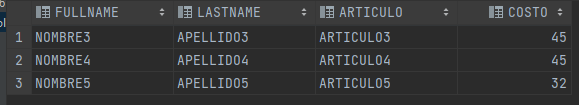 FULLNAME LASTNAME ARTICULO COSTO
1 NOMBRE3 APELLIDO3 ARTICULO3 45
2 NOMBRE4 APELLIDO4 ARTICULO4 45
3 NOMBRE5 APELLIDO5 ARTICULO5 32